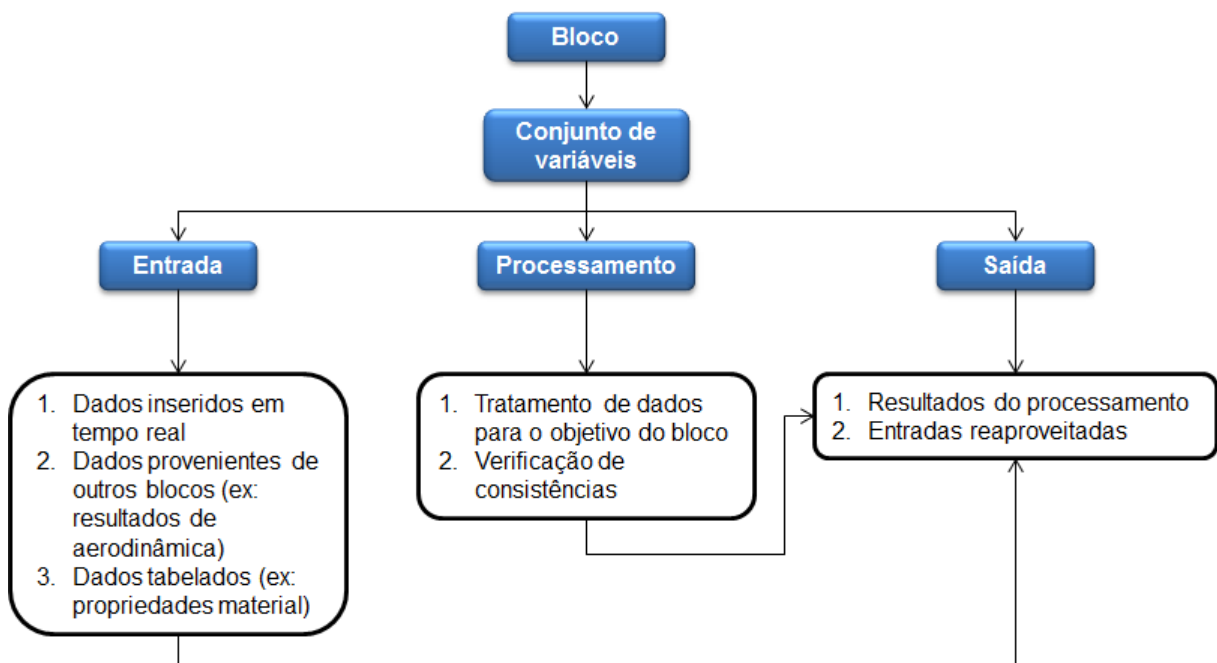 Bloco
Conjunto de
variáveis
Entrada
Processamento
Saída
1. Dados inseridos em
tempo real
2. Dados provenientes de
outros blocos (ex:
resultados de
aerodinâmica)
3. Dados tabelados (ex:
propriedades material)
1. Tratamento de dados
para o objetivo do bloco
2. Verificação de
consistências
1. Resultados do processamento
2. Entradas reaproveitadas